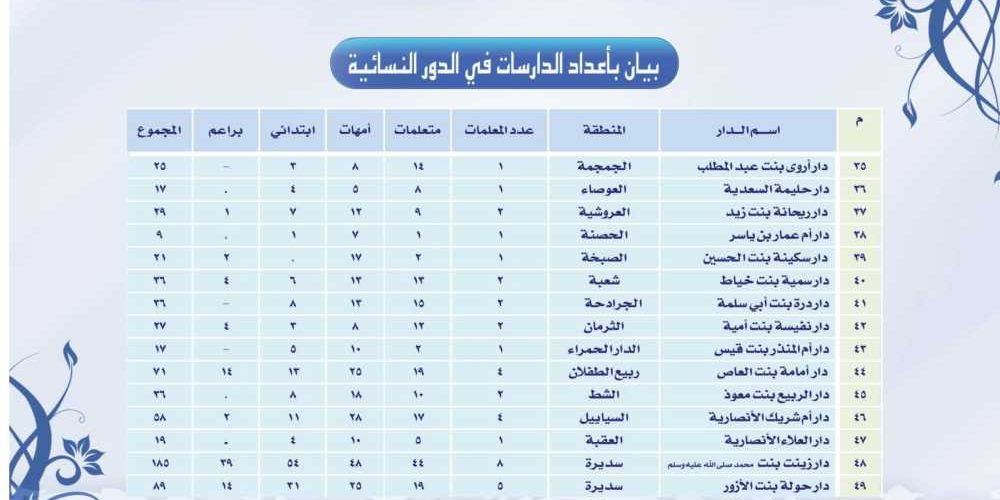 بيان بأعداد الدارسات في الدور النسائية
م اسم الدار المنطقة عدد المعلمات متعلمات أمهات ابتدائي براعم المجموع
٣٥ دار أروى بنت عبد المطلب الجمجمة ١ ١٤ ٨ ٣ – ٢٥
٣٦ دار حليمة السعدية العوصاء ١ ٨ ٥ ٤ . ١٧
٣٧ دار ريحانة بنت زيد العروشية ٢ ٩ ١٢ ٧ ١ ٢٩
٣٨ دار أم عمار بن ياسر الحصنة ١ ١ ٧ ١ . ٩
٣٩ دار سكينة بنت الحسين الصبخة ١ ٢ ١٧ . ٢ ٢١
٤٠ دار سمية بنت خياط شعبة ٢ ١٣ ١٣ ٦ ٤ ٣٦
٤١ دار درة بنت أبي سلمة الجرادحة ٢ ١٥ ١٣ ٨ – ٣٦
٤٢ دار نفيسة بنت أمية الثرمان ٢ ١٢ ٨ ٣ ٤ ٢٧
٤٣ دار أم المنذر بنت قيس الدار الحمراء ١ ٢ ١٠ ٥ – ١٧
٤٤ دار أمامة بنت العاص ربيع الطفلان ٤ ١٩ ٢٥ ١٣ ١٤ ٧١
٤٥ دار الربيع بنت معوذ الشط ٢ ١٠ ١٨ ٨ . ٣٦
٤٦ دار أم شريك الأنصارية السيابيل ٤ ١٧ ٢٨ ١١ ٢ ٥٨
٤٧ دار العلاء الأنصارية العقبة ١ ٥ ١٠ ٤ - ١٩
٤٨ دار زينت بنت محمد صلى الله عليه وسلم سديرة ٨ ٤٤ ٤٨ ٥٤ ٣٩ ١٨٥
٤٩ دار حولة بنت الأزور سديرة ٥ ١٩ ٢٥ ٣١ ١٤ ٨٩